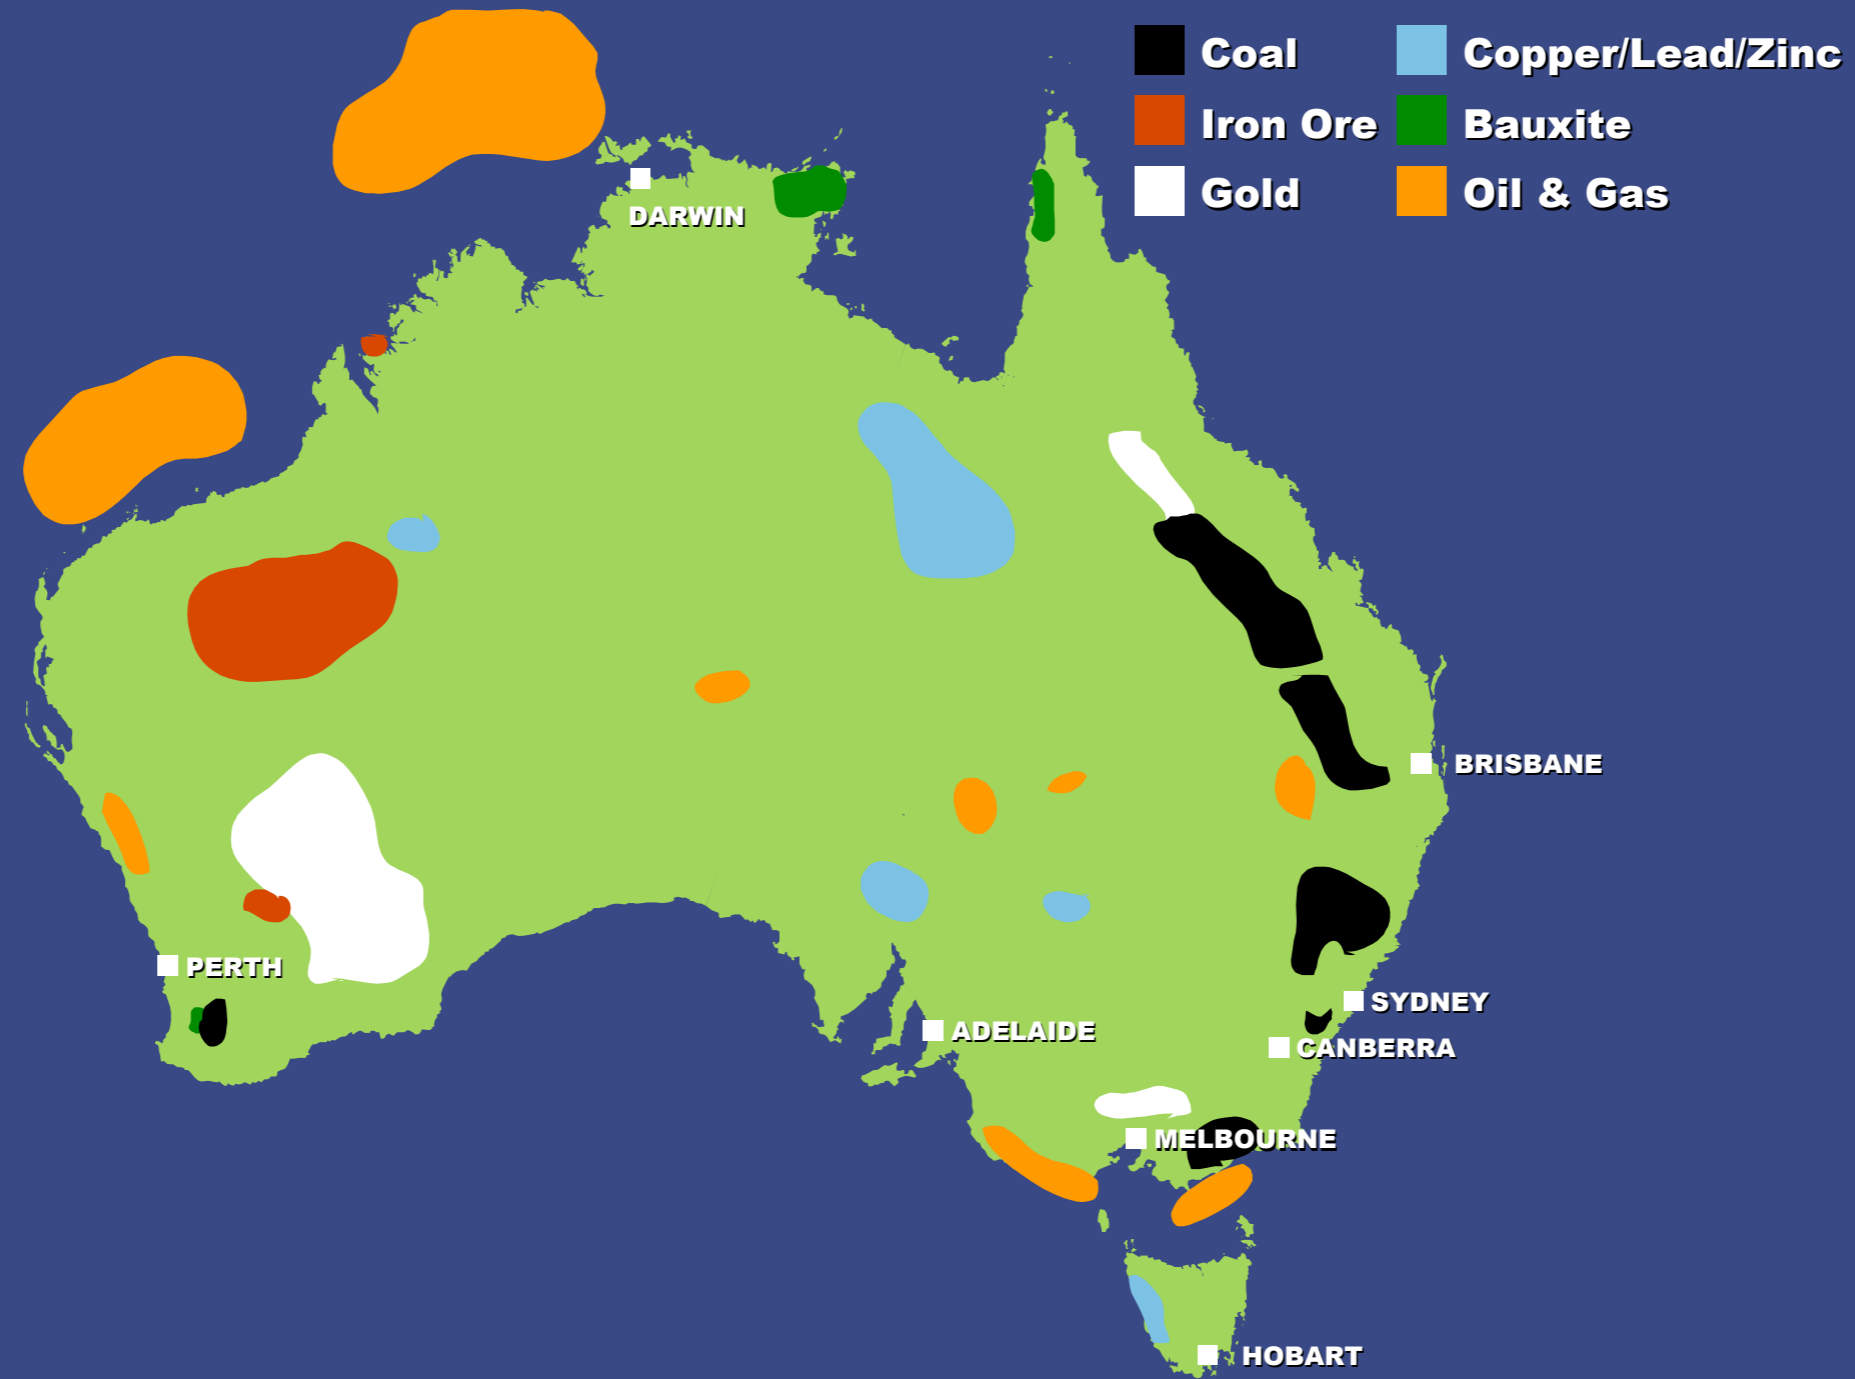 Coal
Copper/Lead/Zinc
Iron Ore
Bauxite
Gold
Oil & Gas
DARWIN
BRISBANE
PERTH
SYDNEY
ADELAIDE
CANBERRA
MELBOURNE
HOBART